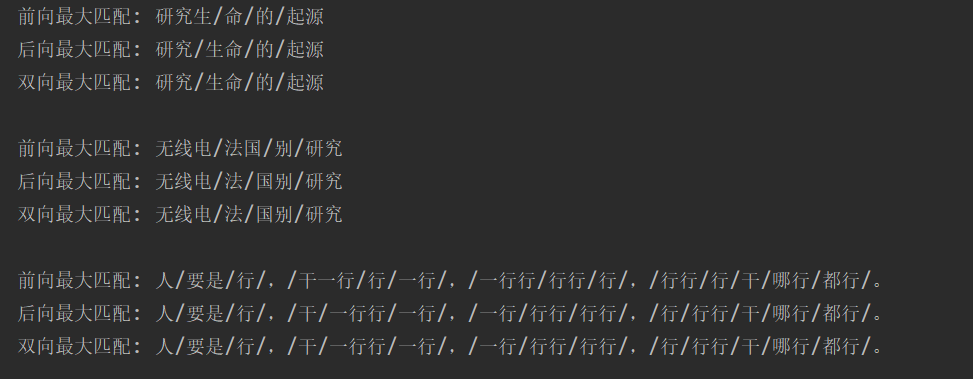 前向最大匹配: 研究生/命/的/起源
后向最大匹配: 研究/生命/的/起源
双向最大匹配: 研究/生命/的/起源
前向最大匹配: 无线电/法国/别/研究
后向最大匹配: 无线电/法/国别/研究
双向最大匹配: 无线电/法/国别/研究
前向最大匹配: 人/要是/行/，/干一行/行/一行/，/一行行/行行/行/，/行行/行/干/哪行/都行/。
后向最大匹配: 人/要是/行/，/干/一行行/一行/，/一行/行行/行行/，/行/行行/干/哪行/都行/。
双向最大匹配: 人/要是/行/，/干/一行行/一行/，/一行/行行/行行/，/行/行行/干/哪行/都行/。